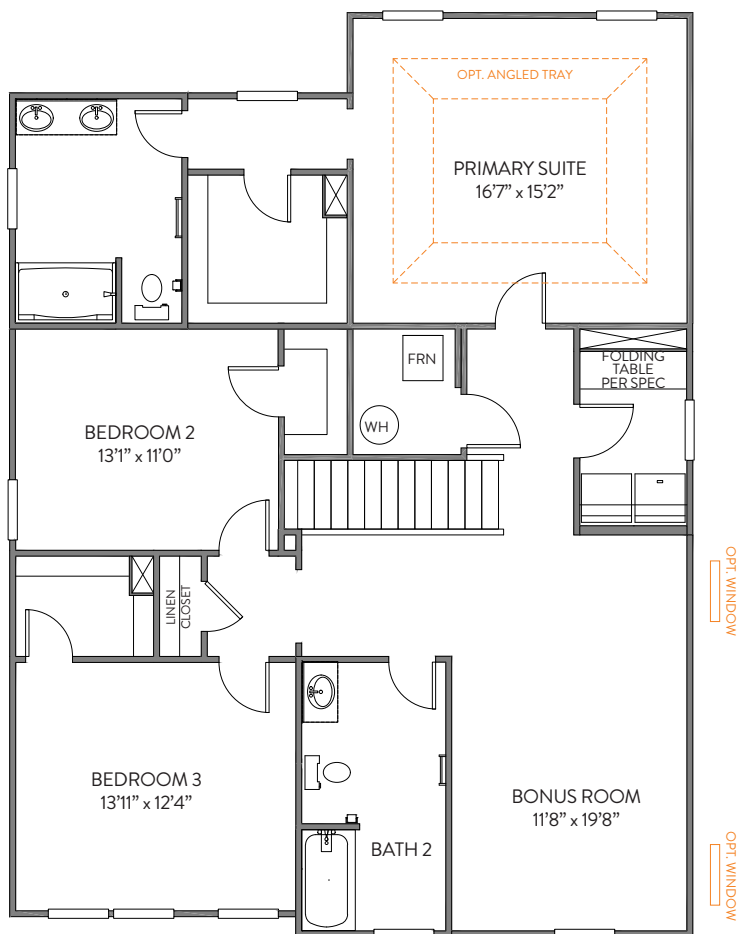 OPT. ANGLED TRAY
PRIMARY SUITE
16'7" x 15'2"
FRN
FOLDING
TABLE
PER SPEC
WH
BEDROOM 2
13'1" x 11'0"
LINEN
CLOSET
OPT. WINDOW
BEDROOM 3
13'11" x 12'4"
BONUS ROOM
11'8" x 19'8"
BATH 2
OPT. WINDOW